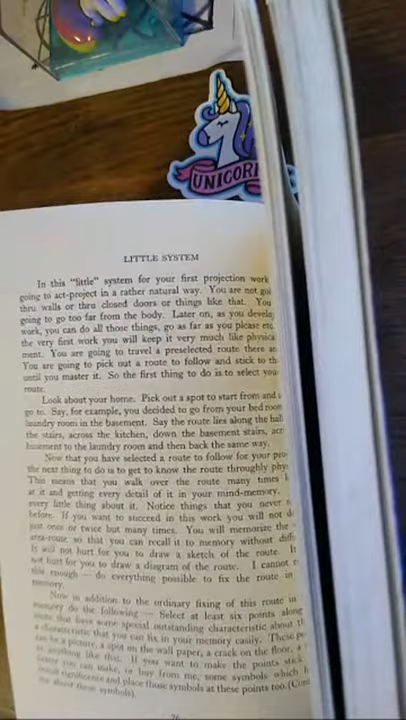 UNICOR
LITTLE SYSTEM
In this "little" system for your first projection work
going to act-project in a rather natural way. You are not
thru walls or thru closed doors or things like that. You
going to go too far from the body. Later on, as you
work, you can do all those things, go as far as you please etc.
the very first work you will keep it very much like
ment. You are going to travel a preselected route there
You are going to pick out a route to follow and stick to
until you master it. So the first thing to do is to select
route.
Look about your home. Pick out a spot to start from and
go to. Say, for example, you decided to go from your bed room
laundry room in the basement. Say the route lies along the hall
the stairs, across the kitchen, down the basement stairs,
basement to the laundry room and then back the same way.
Now that you have selected a route to follow for your
the next thing to do is to get to know the route throughly
This means that you walk over the route many times
at it and getting every detail of it in your mind-memory.
every little thing about it. Notice things that you never
before. If you want to succeed in this work you will not
just once or twice but many times. You will memorize the
area-route so that you can recall it to memory without
It will not hurt for you to draw a sketch of the route. It
not hurt for you to draw a diagram of the route. I cannot
this enough — do everything possible to fix the route in
memory.
Now in addition to the ordinary fixing of this route in
memory do the following — Select at least six points along
route that have some special outstanding characteristic about
a characteristic that you can fix in your memory easily. These
can be a picture, a spot on the wall paper, a crack on the floor, a
or anything like that. If you want to make the points stick
faster you can make, or buy from me, some symbols which
significance and place those symbols at these points too.
about these symbols).
76